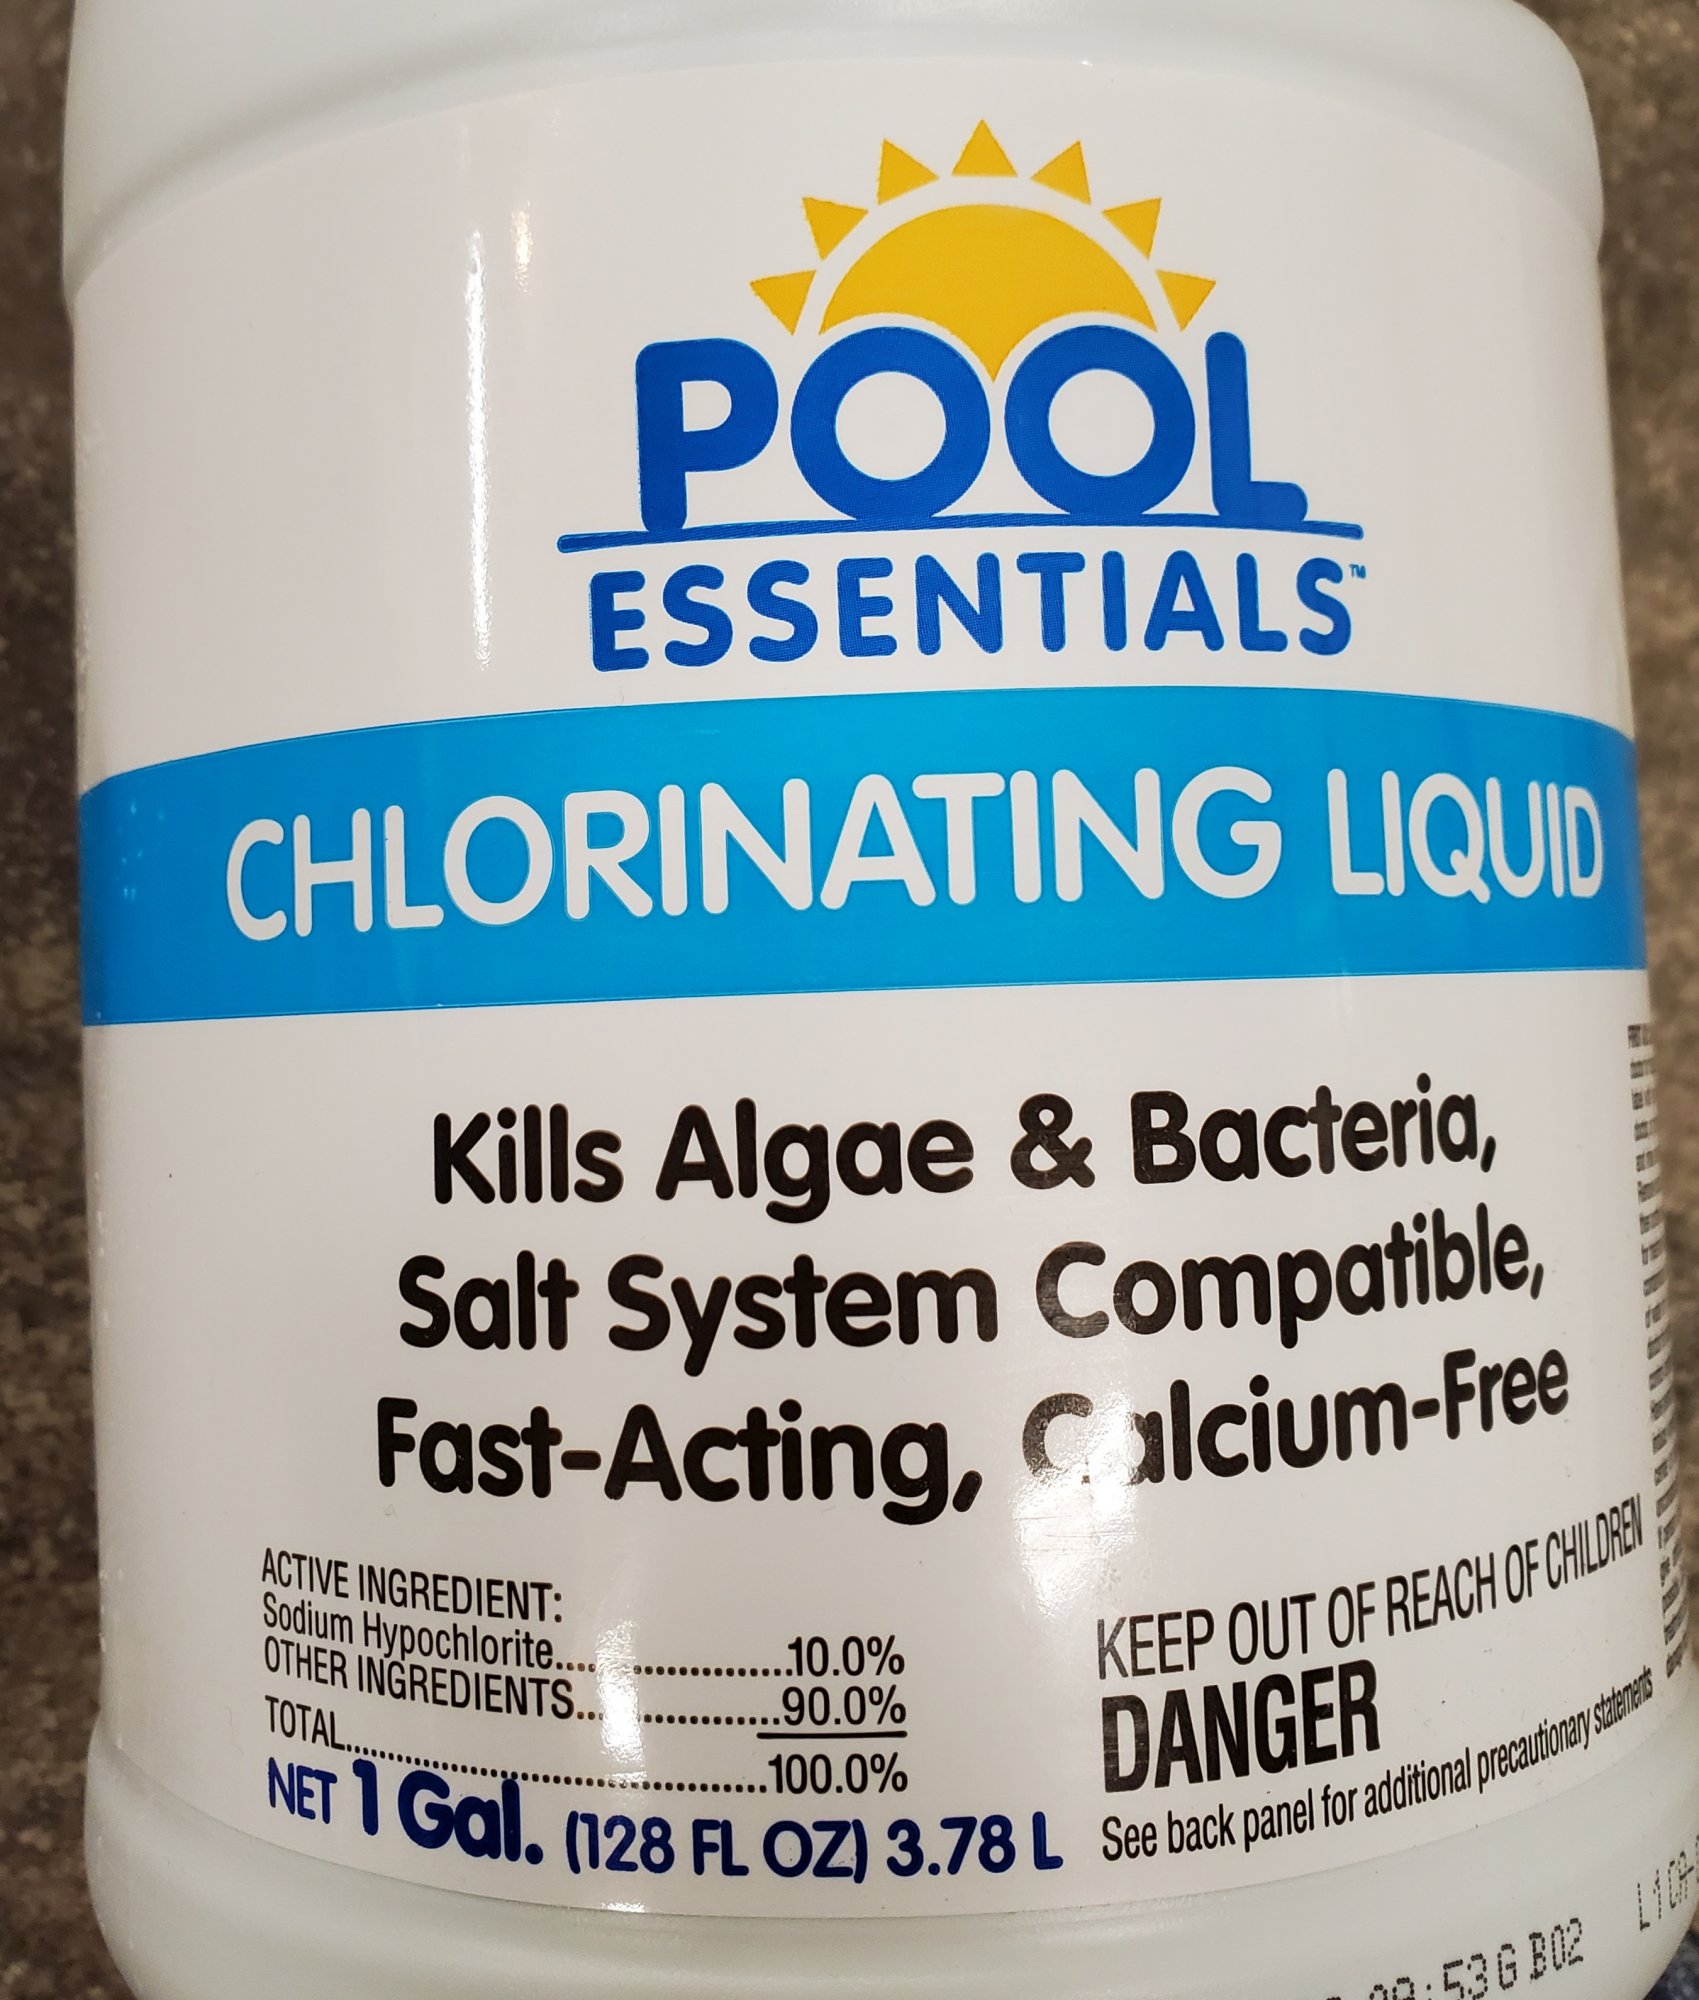 POOL
ESSENTIALS™
CHLORINATING LIQUID
Kills Algae & Bacteria,
Salt System Compatible,
Fast-Acting, Calcium-Free
ACTIVE INGREDIENT:
Sodium Hypochlorite..........................10.0%
OTHER INGREDIENTS..........................90.0%
TOTAL..........................100.0%
NET 1 Gal. (128 FL OZ) 3.78 L
KEEP OUT OF REACH OF CHILDREN
DANGER
See back panel for additional precautionary statements
:53 G B02